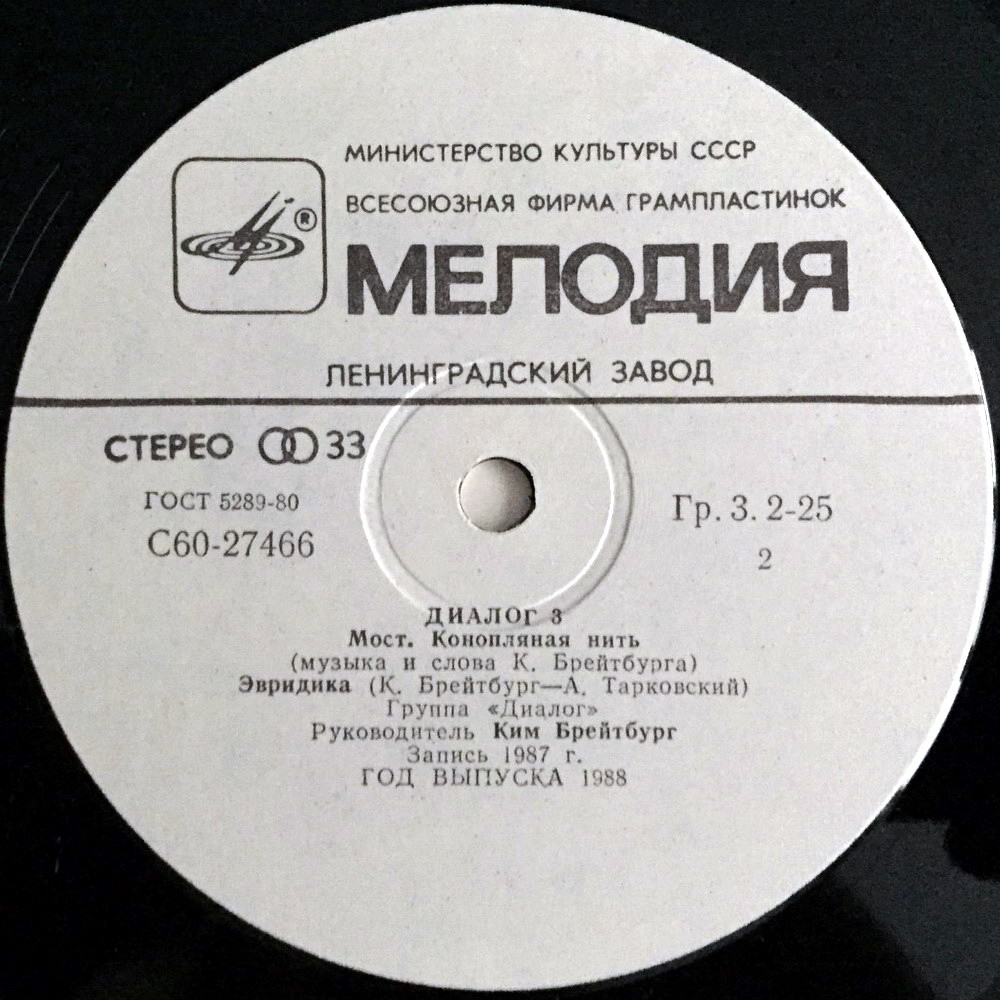 МИНИСТЕРСТВО КУЛЬТУРЫ СССР
ВСЕСОЮЗНАЯ ФИРМА ГРАМПЛАСТИНОК
®
МЕЛОДИЯ
ЛЕНИНГРАДСКИЙ ЗАВОД
СТЕРЕО 33
ГОСТ 5289-80
С60-27466
Гр. 3. 2-25
2
ДИАЛОГ 3
Мост. Конопляная нить
(музыка и слова К. Брейтбурга)
Эвридика (К. Брейтбург—А. Тарковский)
Группа «Диалог»
Руководитель Ким Брейтбург
Запись 1987 г.
ГОД ВЫПУСКА 1988